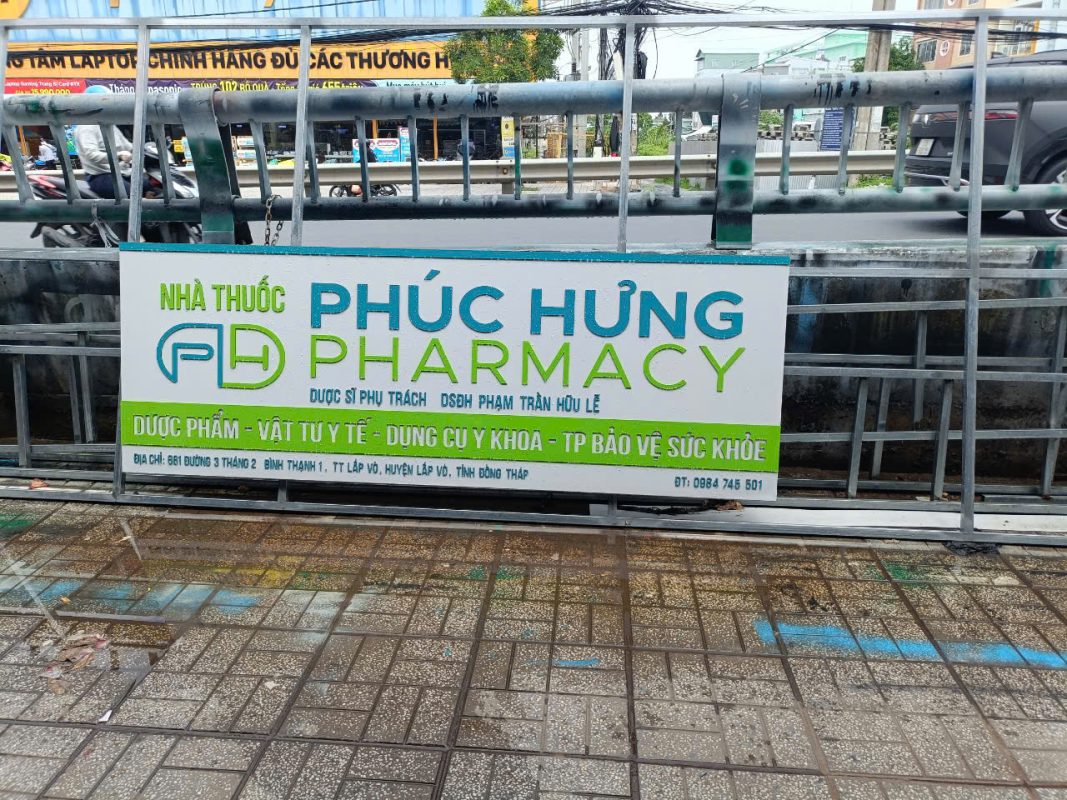 G TÂM LAPTOP CHÍNH HÃNG ĐỦ CÁC THƯƠNG H
NHÀ THUỐC PHÚC HƯNG
PH PHARMACY
DƯỢC SĨ PHỤ TRÁCH DSĐH PHẠM TRẦN HỮU LỄ
DƯỢC PHẨM - VẬT TƯ Y TẾ - DỤNG CỤ Y KHOA - TP BẢO VỆ SỨC KHỎE
ĐỊA CHỈ: 661 ĐƯỜNG 3 THÁNG 2 BÌNH THẠNH 1, TT LẤP VÒ, HUYỆN LẤP VÒ, TỈNH ĐỒNG THÁP
ĐT: 0984 745 501